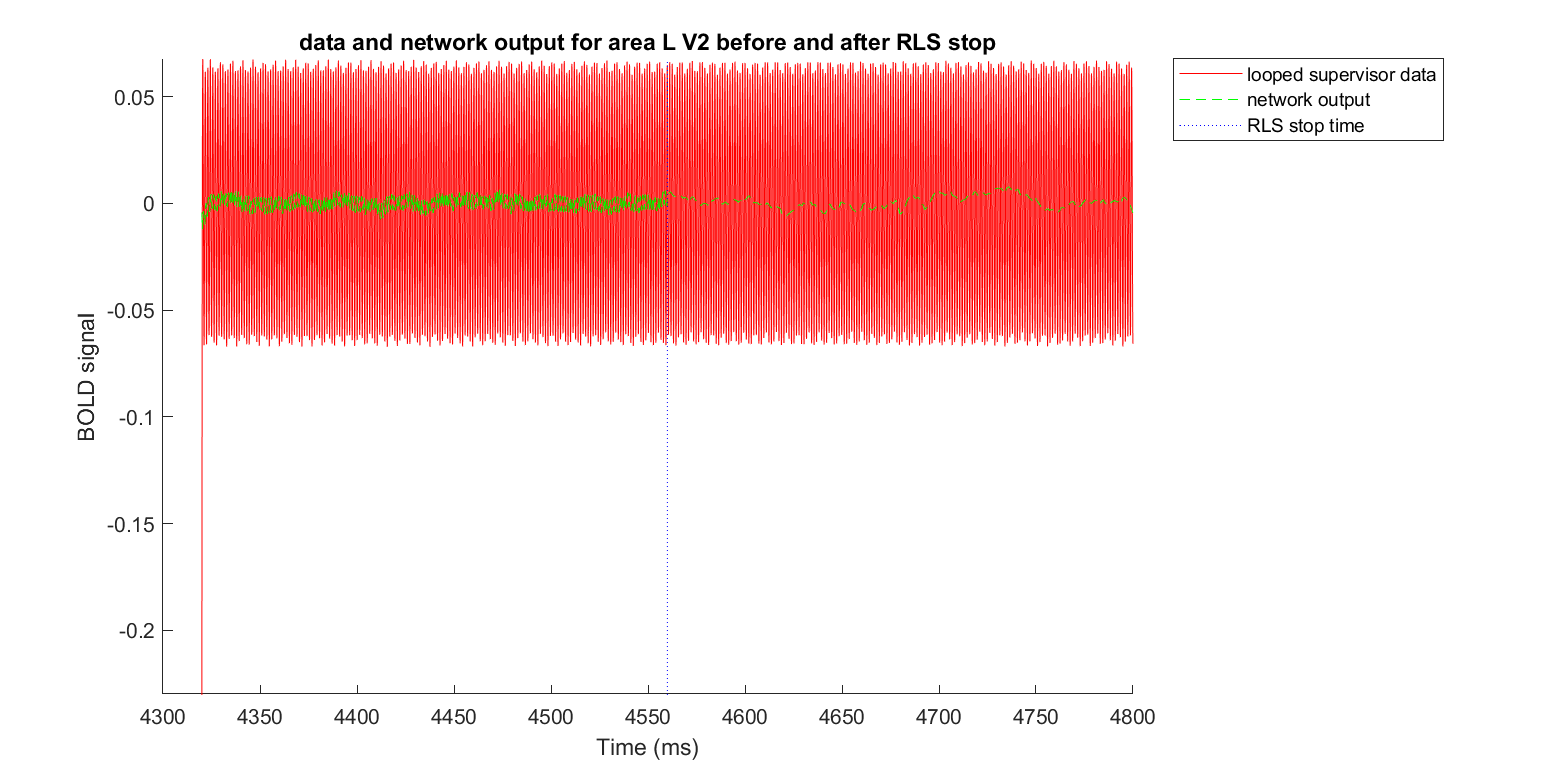 data and network output for area L V2 before and after RLS stop
looped supervisor data
network output
RLS stop time
0.05
0
-0.05
-0.1
-0.15
-0.2
BOLD signal
4300 4350 4400 4450 4500 4550 4600 4650 4700 4750 4800
Time (ms)